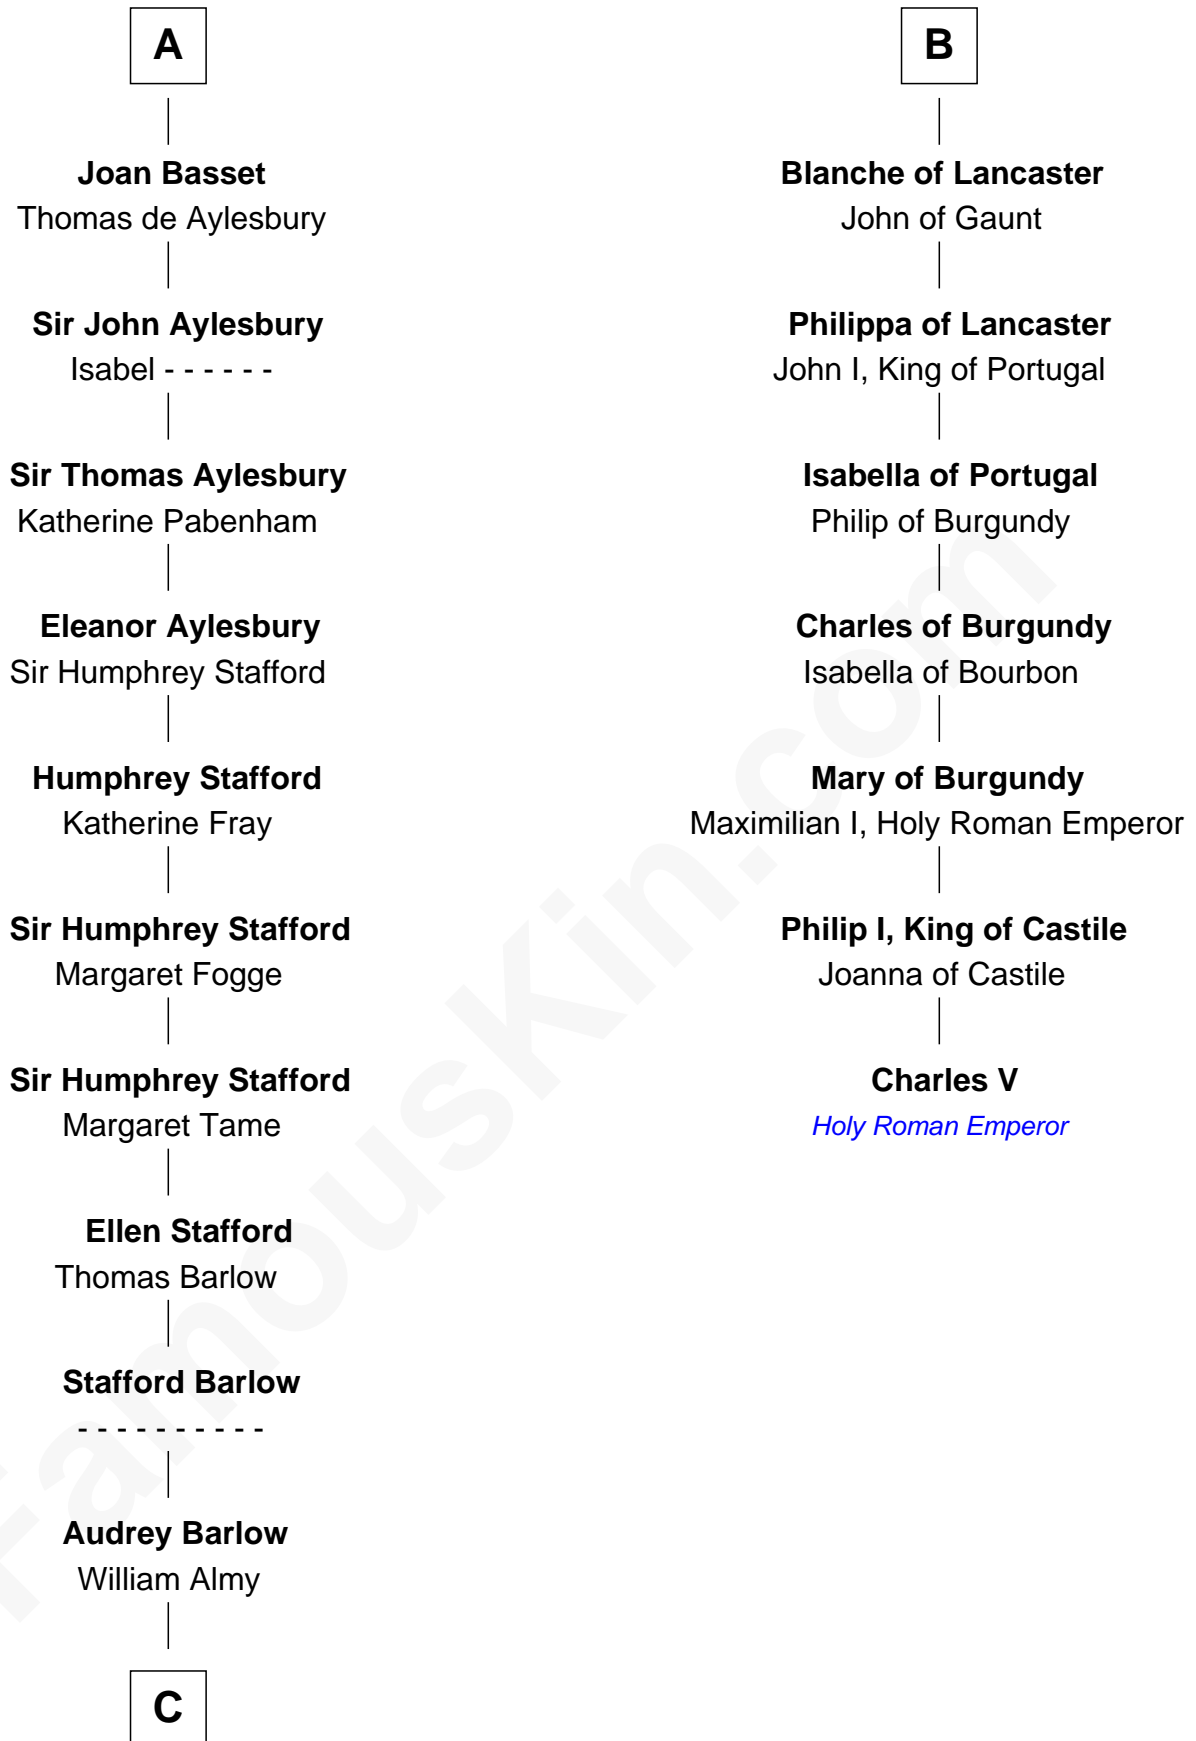 A
Joan Basset
Thomas de Aylesbury
Sir John Aylesbury
Isabel - - - - - -
Sir Thomas Aylesbury
Katherine Pabenham
Eleanor Aylesbury
Sir Humphrey Stafford
Humphrey Stafford
Katherine Fray
Sir Humphrey Stafford
Margaret Fogge
Sir Humphrey Stafford
Margaret Tame
Ellen Stafford
Thomas Barlow
Stafford Barlow
- - - - - - - - - -
Audrey Barlow
William Almy
C
B
Blanche of Lancaster
John of Gaunt
Philippa of Lancaster
John I, King of Portugal
Isabella of Portugal
Philip of Burgundy
Charles of Burgundy
Isabella of Bourbon
Mary of Burgundy
Maximilian I, Holy Roman Emperor
Philip I, King of Castile
Joanna of Castile
Charles V
Holy Roman Emperor
FamousKin.com